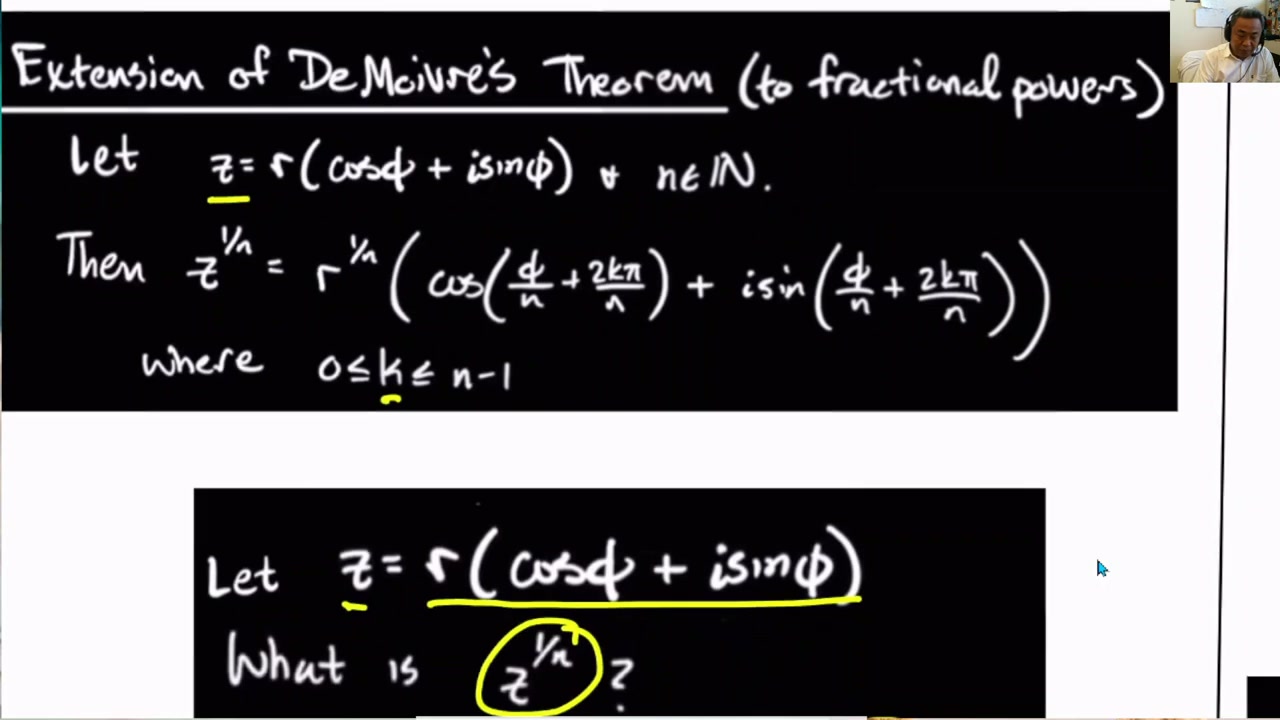 Extension of DeMoivre's Theorem (to fractional powers)
Let z = r(cosφ + isinφ) ∀ n∈ℕ.
Then z^{1/n} = r^{1/n} (cos(φ/n + 2kπ/n) + isin(φ/n + 2kπ/n))
where 0 ≤ k ≤ n-1
Let z = r(cosφ + isinφ)
What is z^{1/n} ?